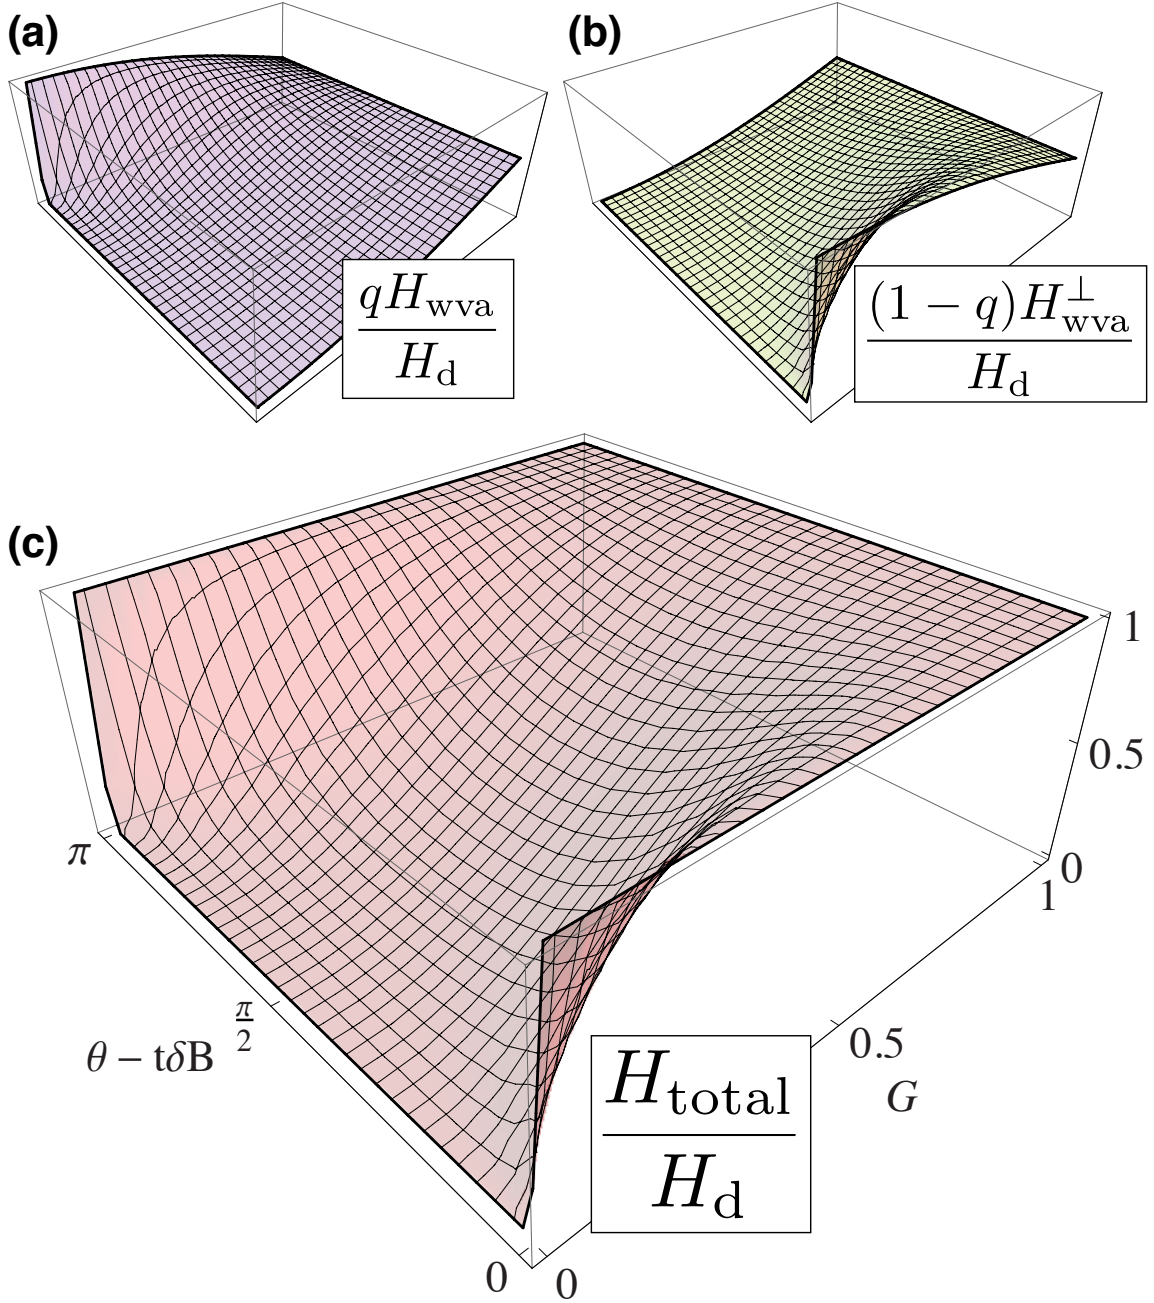 (a)
qH_wva
H_d
(b)
(1 − q)H^⊥_wva
H_d
(c)
1
0.5
0
1
0.5
G
0
π
π
2
θ − tδB
0
H_total
H_d